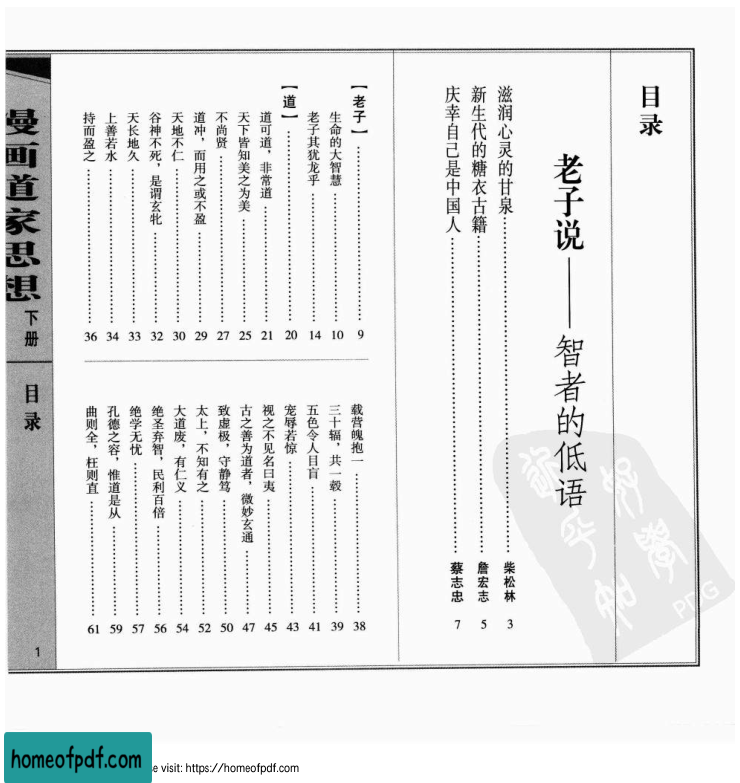 目录
老子说——智者的低语
滋润心灵的甘泉……柴松林 3
新生代的糖衣古籍……詹宏志 5
庆幸自己是中国人……蔡志忠 7
【老子】……9
生命的大智慧……10
老子其犹龙乎……14
【道】……20
道可道，非常道……21
天下皆知美之为美……25
不尚贤……27
道冲，而用之或不盈……29
天地不仁……30
谷神不死，是谓玄牝……32
天长地久……33
上善若水……34
持而盈之……36
载营魄抱一……38
三十辐，共一毂……39
五色令人目盲……41
宠辱若惊……43
视之不见名曰夷……45
古之善为道者，微妙玄通……47
致虚极，守静笃……50
太上，不知有之……52
大道废，有仁义……54
绝圣弃智，民利百倍……56
绝学无忧……57
孔德之容，惟道是从……59
曲则全，枉则直……61
漫画道家思想
下册
目录
1
PDG
homeofpdf.com
e visit: https://homeofpdf.com